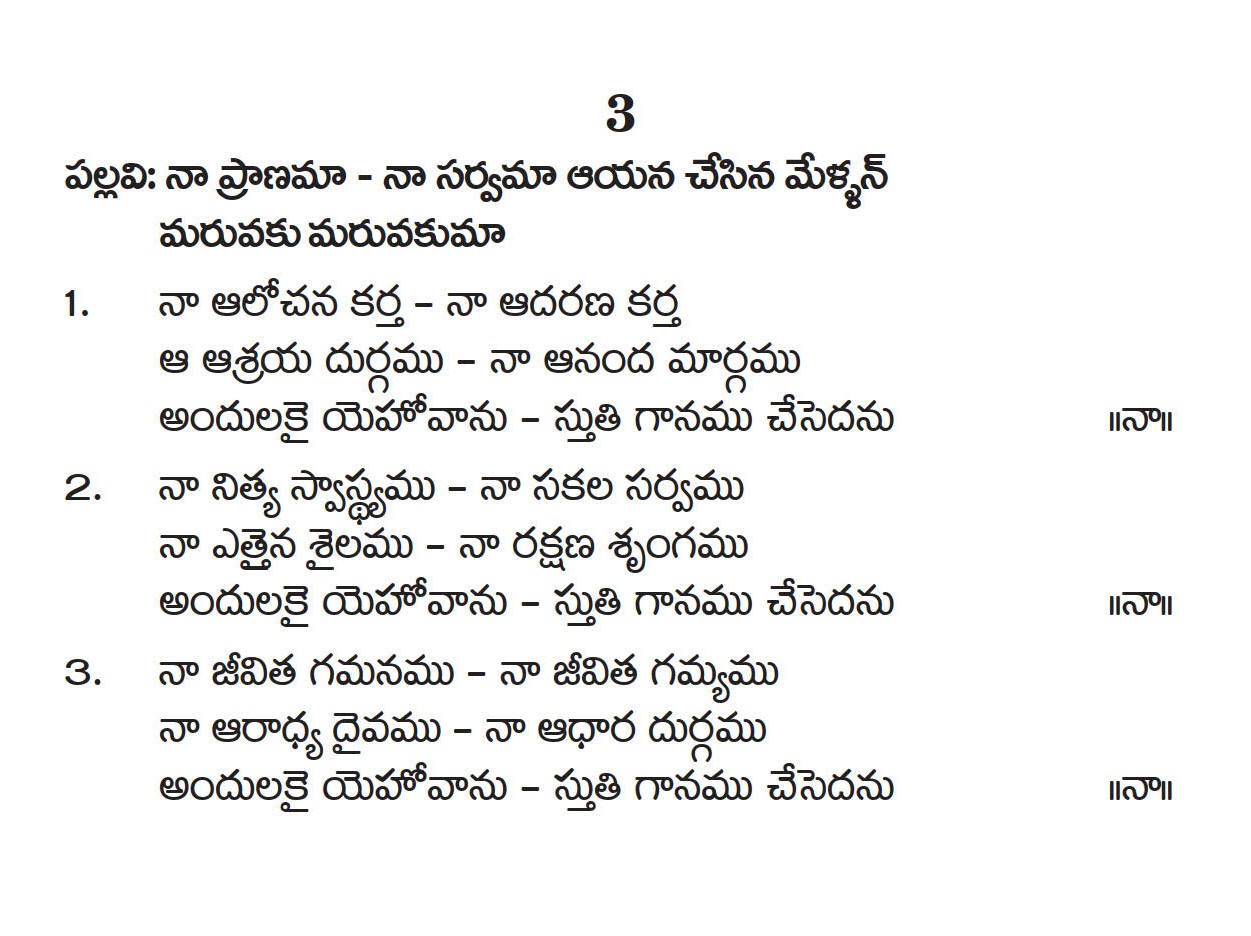 3
పల్లవి: నా ప్రాణమా - నా సర్వమా ఆయన చేసిన మేళ్ళన్
మరువకు మరువకుమా
1. నా ఆలోచన కర్త – నా ఆదరణ కర్త
ఆ ఆశ్రయ దుర్గము – నా ఆనంద మార్గము
అందులకై యెహోవాను – స్తుతి గానము చేసెదను ॥నా॥
2. నా నిత్య స్వాస్థ్యము – నా సకల సర్వము
నా ఎత్తైన శైలము – నా రక్షణ శృంగము
అందులకై యెహోవాను – స్తుతి గానము చేసెదను ॥నా॥
3. నా జీవిత గమనము – నా జీవిత గమ్యము
నా ఆరాధ్య దైవము – నా ఆధార దుర్గము
అందులకై యెహోవాను – స్తుతి గానము చేసెదను ॥నా॥